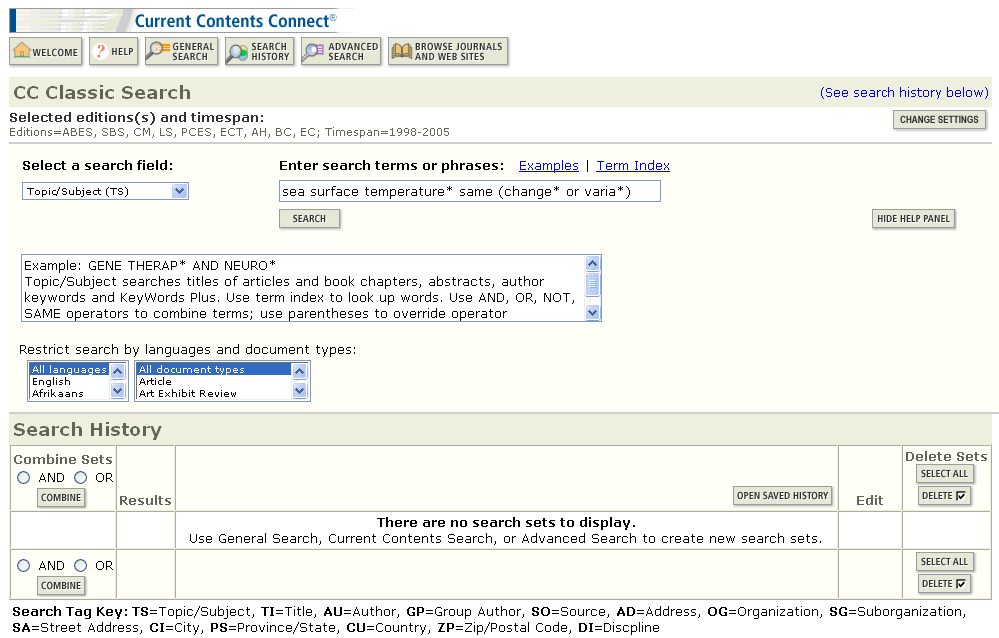 Current Contents Connect®
WELCOME
? HELP
GENERAL SEARCH
SEARCH HISTORY
ADVANCED SEARCH
BROWSE JOURNALS AND WEB SITES
CC Classic Search
(See search history below)
Selected editions(s) and timespan:
CHANGE SETTINGS
Editions=ABES, SBS, CM, LS, PCES, ECT, AH, BC, EC; Timespan=1998-2005
Select a search field:
Enter search terms or phrases: Examples | Term Index
Topic/Subject (TS)
sea surface temperature* same (change* or varia*)
SEARCH
HIDE HELP PANEL
Example: GENE THERAP* AND NEURO*
Topic/Subject searches titles of articles and book chapters, abstracts, author
keywords and KeyWords Plus. Use term index to look up words. Use AND, OR, NOT,
SAME operators to combine terms; use parentheses to override operator
Restrict search by languages and document types:
All languages
English
Afrikaans
All document types
Article
Art Exhibit Review
Search History
Combine Sets
AND OR
COMBINE
Results
OPEN SAVED HISTORY
Edit
Delete Sets
SELECT ALL
DELETE
There are no search sets to display.
Use General Search, Current Contents Search, or Advanced Search to create new search sets.
AND OR
COMBINE
SELECT ALL
DELETE
Search Tag Key: TS=Topic/Subject, TI=Title, AU=Author, GP=Group Author, SO=Source, AD=Address, OG=Organization, SG=Suborganization,
SA=Street Address, CI=City, PS=Province/State, CU=Country, ZP=Zip/Postal Code, DI=Discpline